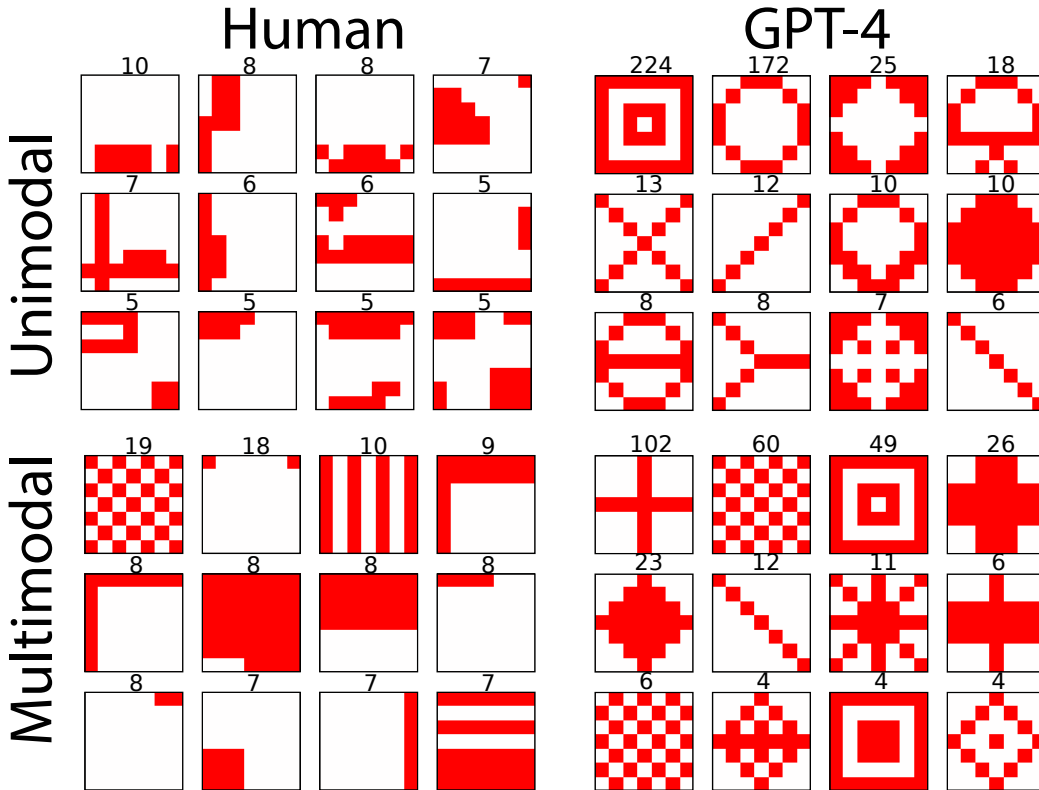 Human GPT-4
Unimodal
10 8 8 7 224 172 25 18
7 6 6 5 13 12 10 10
5 5 5 5 8 8 7 6
Multimodal
19 18 10 9 102 60 49 26
8 8 8 8 23 12 11 6
8 7 7 7 6 4 4 4